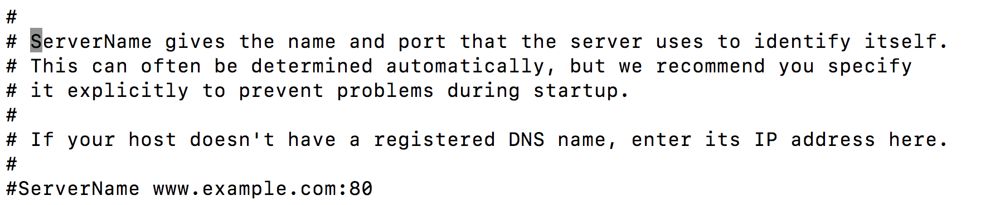 #
# ServerName gives the name and port that the server uses to identify itself.
# This can often be determined automatically, but we recommend you specify
# it explicitly to prevent problems during startup.
#
# If your host doesn't have a registered DNS name, enter its IP address here.
#
#ServerName www.example.com:80